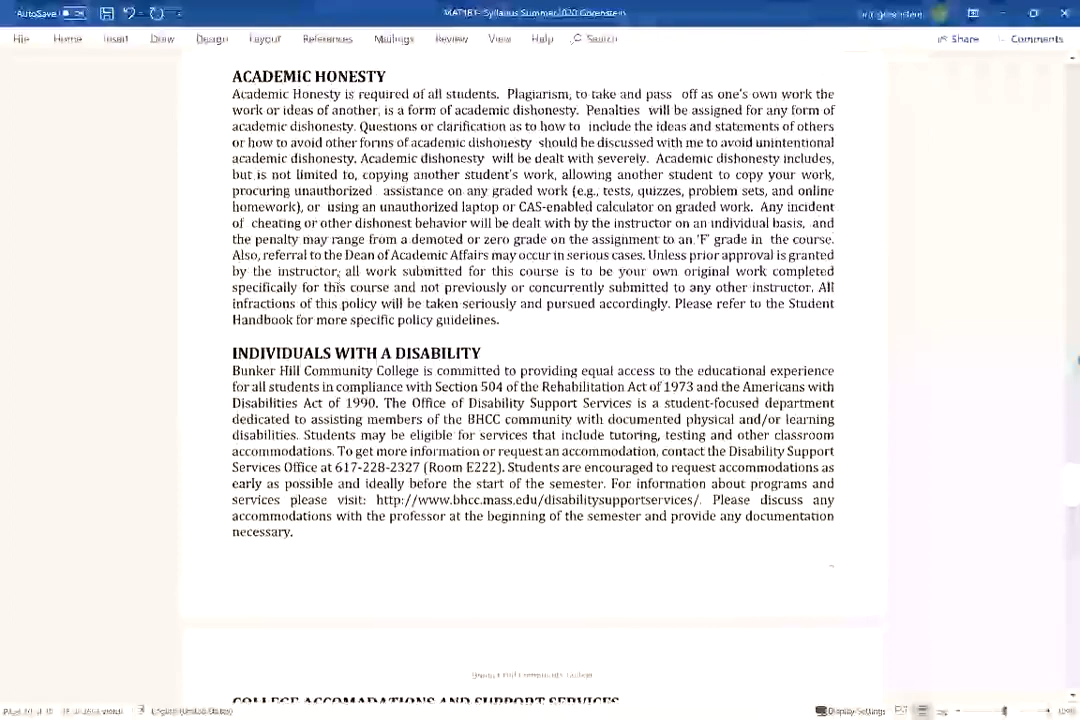 AutoSave
MAT181- Syllabus Summer 2020 Gorenstein
File Home Insert Draw Design Layout References Mailings Review View Help Search Share Comments
ACADEMIC HONESTY
Academic Honesty is required of all students. Plagiarism, to take and pass off as one's own work the
work or ideas of another, is a form of academic dishonesty. Penalties will be assigned for any form of
academic dishonesty. Questions or clarification as to how to include the ideas and statements of others
or how to avoid other forms of academic dishonesty should be discussed with me to avoid unintentional
academic dishonesty. Academic dishonesty will be dealt with severely. Academic dishonesty includes,
but is not limited to, copying another student's work, allowing another student to copy your work,
procuring unauthorized assistance on any graded work (e.g., tests, quizzes, problem sets, and online
homework), or using an unauthorized laptop or CAS-enabled calculator on graded work. Any incident
of cheating or other dishonest behavior will be dealt with by the instructor on an individual basis, and
the penalty may range from a demoted or zero grade on the assignment to an 'F' grade in the course.
Also, referral to the Dean of Academic Affairs may occur in serious cases. Unless prior approval is granted
by the instructor, all work submitted for this course is to be your own original work completed
specifically for this course and not previously or concurrently submitted to any other instructor. All
infractions of this policy will be taken seriously and pursued accordingly. Please refer to the Student
Handbook for more specific policy guidelines.
INDIVIDUALS WITH A DISABILITY
Bunker Hill Community College is committed to providing equal access to the educational experience
for all students in compliance with Section 504 of the Rehabilitation Act of 1973 and the Americans with
Disabilities Act of 1990. The Office of Disability Support Services is a student-focused department
dedicated to assisting members of the BHCC community with documented physical and/or learning
disabilities. Students may be eligible for services that include tutoring, testing and other classroom
accommodations. To get more information or request an accommodation, contact the Disability Support
Services Office at 617-228-2327 (Room E222). Students are encouraged to request accommodations as
early as possible and ideally before the start of the semester. For information about programs and
services please visit: http://www.bhcc.mass.edu/disabilitysupportservices/. Please discuss any
accommodations with the professor at the beginning of the semester and provide any documentation
necessary.
Bunker Hill Community College
COLLEGE ACCOMADATIONS AND SUPPORT SERVICES
English (United States) Display Settings